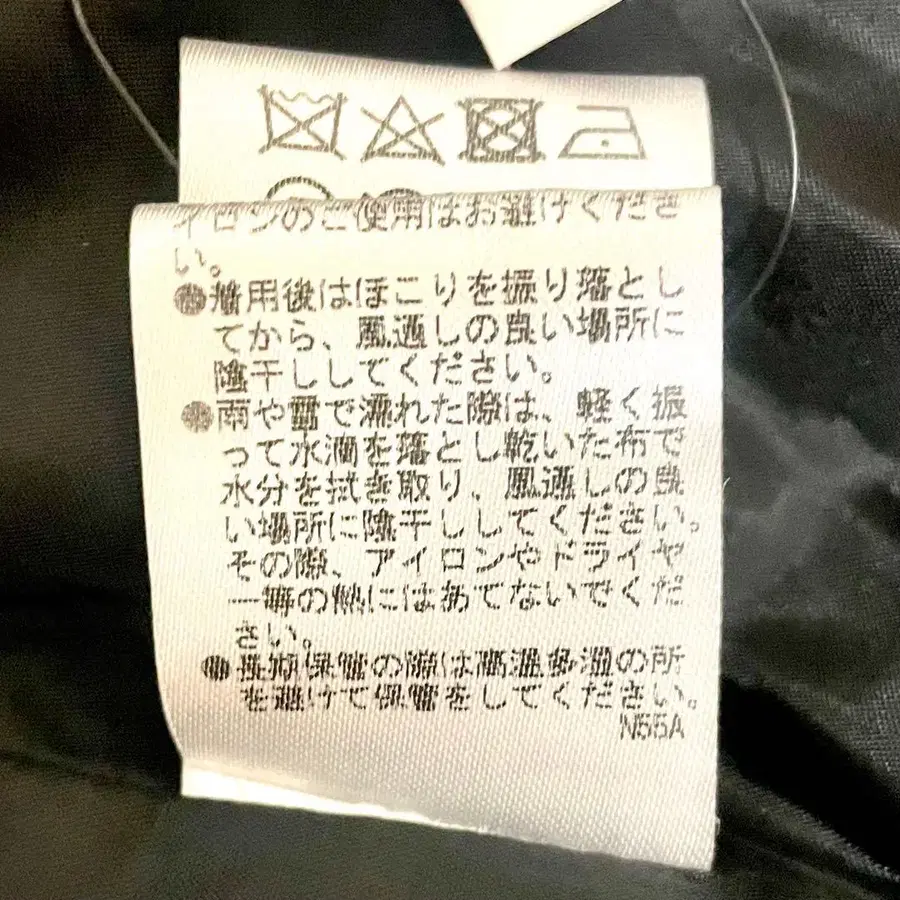 イロンのご使用はお避けくださ
い。
●着用後はほこりを振り落とし
てから、風通しの良い場所に
陰干ししてください。
●雨や雪で濡れた際は、軽く振
って水滴を落とし乾いた布で
水分を拭き取り、風通しの良
い場所に陰干ししてください。
その際、アイロンやドライヤ
ー等の熱にはあてないでくだ
さい。
●長期保管の際は高温多湿の所
を避けて保管をしてください。
N55A